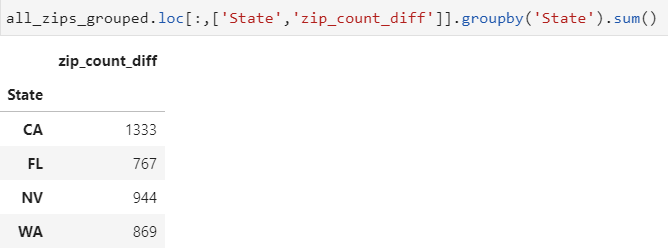 all_zips_grouped.loc[:,['State','zip_count_diff']].groupby('State').sum()
zip_count_diff
State
CA 1333
FL 767
NV 944
WA 869